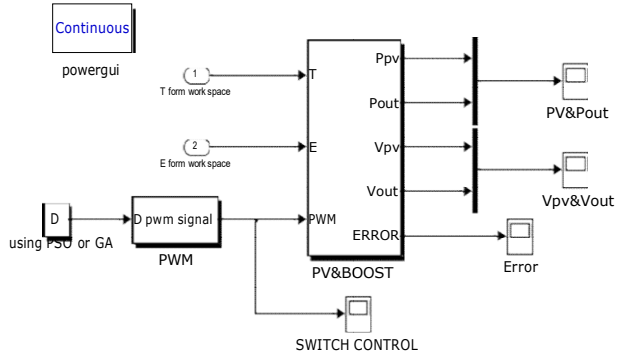 Continuous
powergui
1
T form work space
2
E form work space
D
using PSO or GA
D pwm signal
PWM
T
E
PWM
Ppv
Pout
Vpv
Vout
ERROR
PV&BOOST
PV&Pout
Vpv&Vout
Error
SWITCH CONTROL